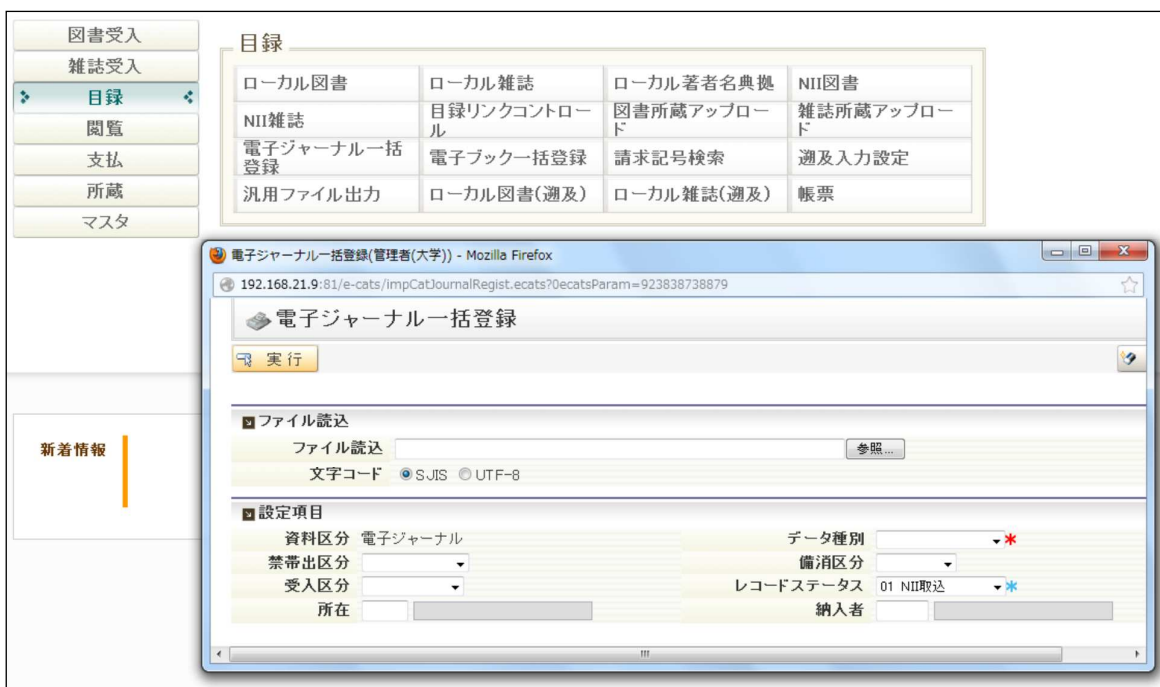 図書受入
雑誌受入
目録
閲覧
支払
所蔵
マスタ
目録
ローカル図書 ローカル雑誌 ローカル著者名典拠 NII図書
NII雑誌 目録リンクコントロー
ル 図書所蔵アップロー
ド 雑誌所蔵アップロー
ド
電子ジャーナル一括
登録 電子ブック一括登録 請求記号検索 遡及入力設定
汎用ファイル出力 ローカル図書(遡及) ローカル雑誌(遡及) 帳票
新着情報
電子ジャーナル一括登録(管理者(大学)) - Mozilla Firefox
192.168.21.9:81/e-cats/impCatJournalRegist.ecats?0ecatsParam=923838738879
電子ジャーナル一括登録
実行
ファイル読込
ファイル読込 参照...
文字コード SJIS UTF-8
設定項目
資料区分 電子ジャーナル データ種別 *
禁帯出区分 備消区分
受入区分 レコードステータス 01 NII取込 *
所在 納入者